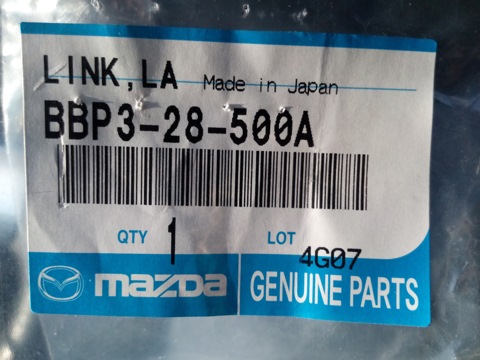 LINK, LA Made in Japan
BBP3-28-500A
QTY 1 LOT 4G07
mazda GENUINE PARTS